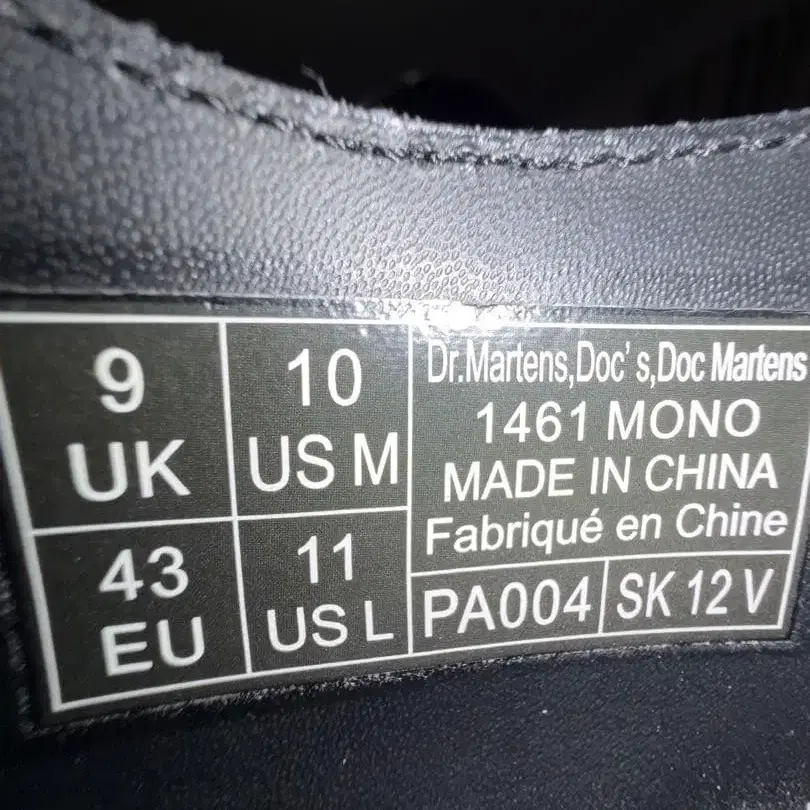 9
UK
10
US M
43
EU
11
US L
Dr.Martens,Doc's,Doc Martens
1461 MONO
MADE IN CHINA
Fabriqué en Chine
PA004
SK 12 V